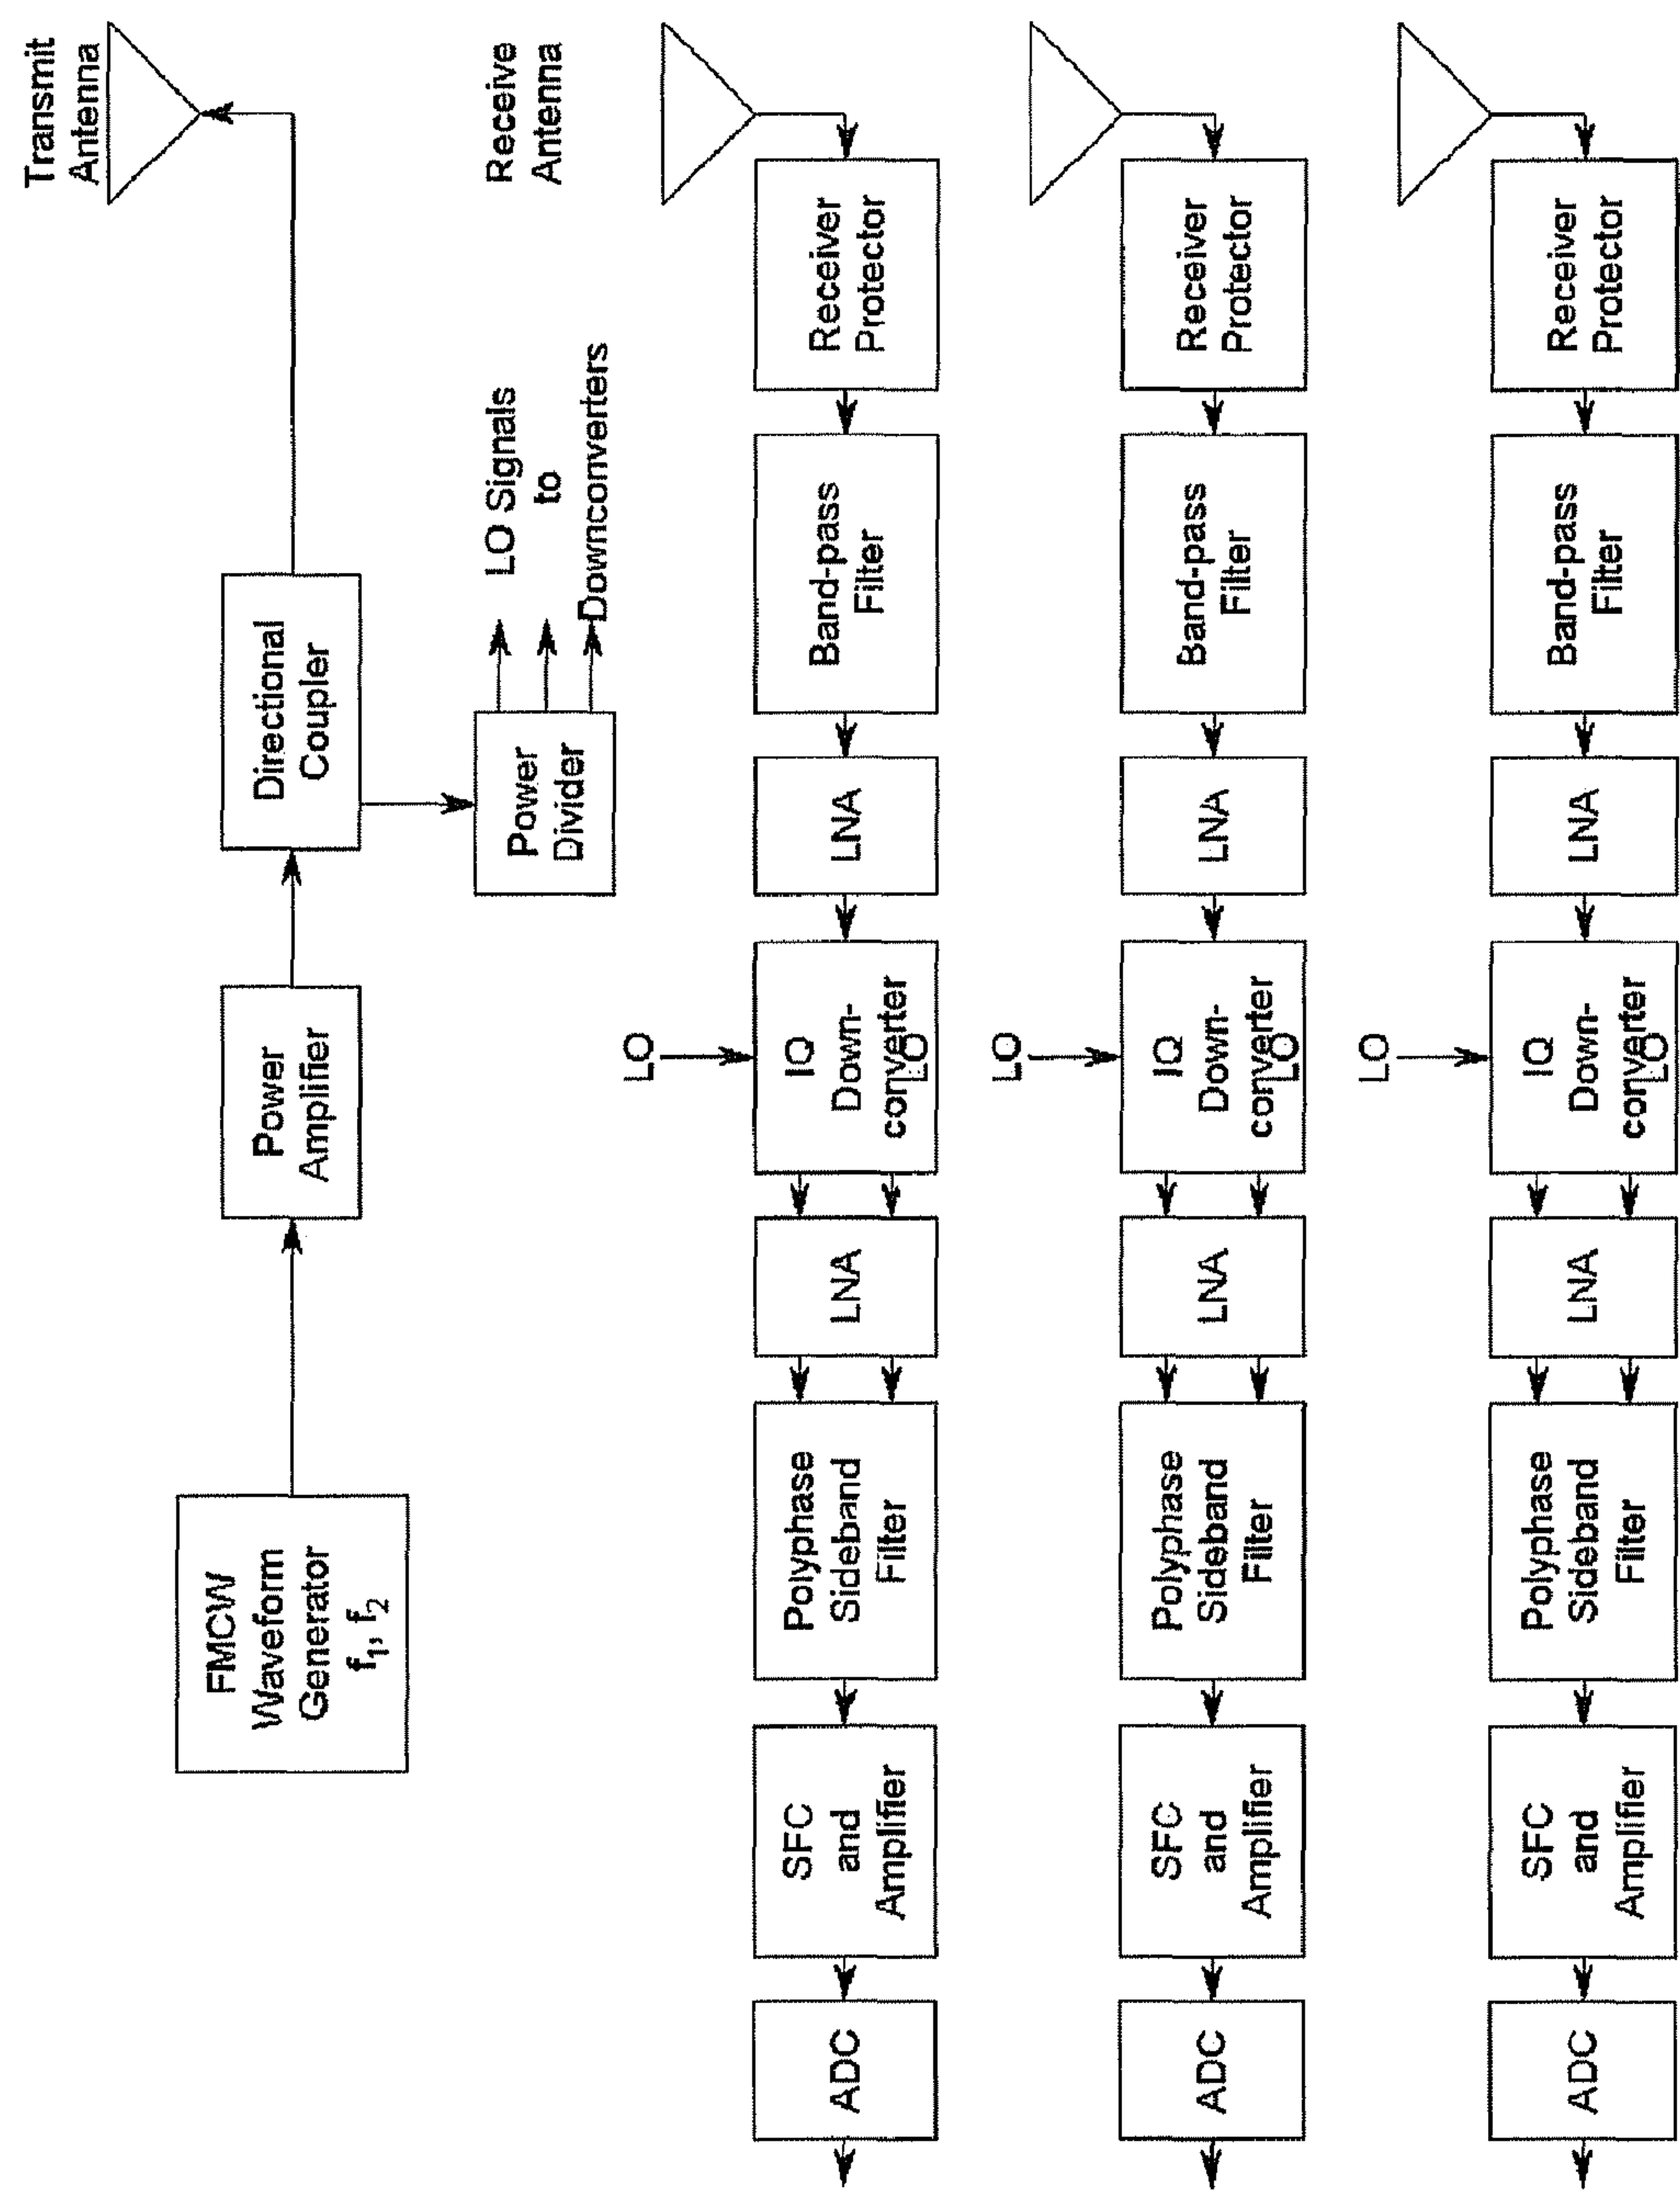 Transmit
Antenna
FMCW
Waveform
Generator
f1, f2
Power
Amplifier
Directional
Coupler
Power
Divider
LO Signals
to
Downconverters
Receive
Antenna
ADC
SFC
and
Amplifier
Polyphase
Sideband
Filter
LNA
LO
IQ
Down-
converter
LO
LNA
Band-pass
Filter
Receiver
Protector
ADC
SFC
and
Amplifier
Polyphase
Sideband
Filter
LNA
LO
IQ
Down-
converter
LO
LNA
Band-pass
Filter
Receiver
Protector
ADC
SFC
and
Amplifier
Polyphase
Sideband
Filter
LNA
LO
IQ
Down-
converter
LO
LNA
Band-pass
Filter
Receiver
Protector